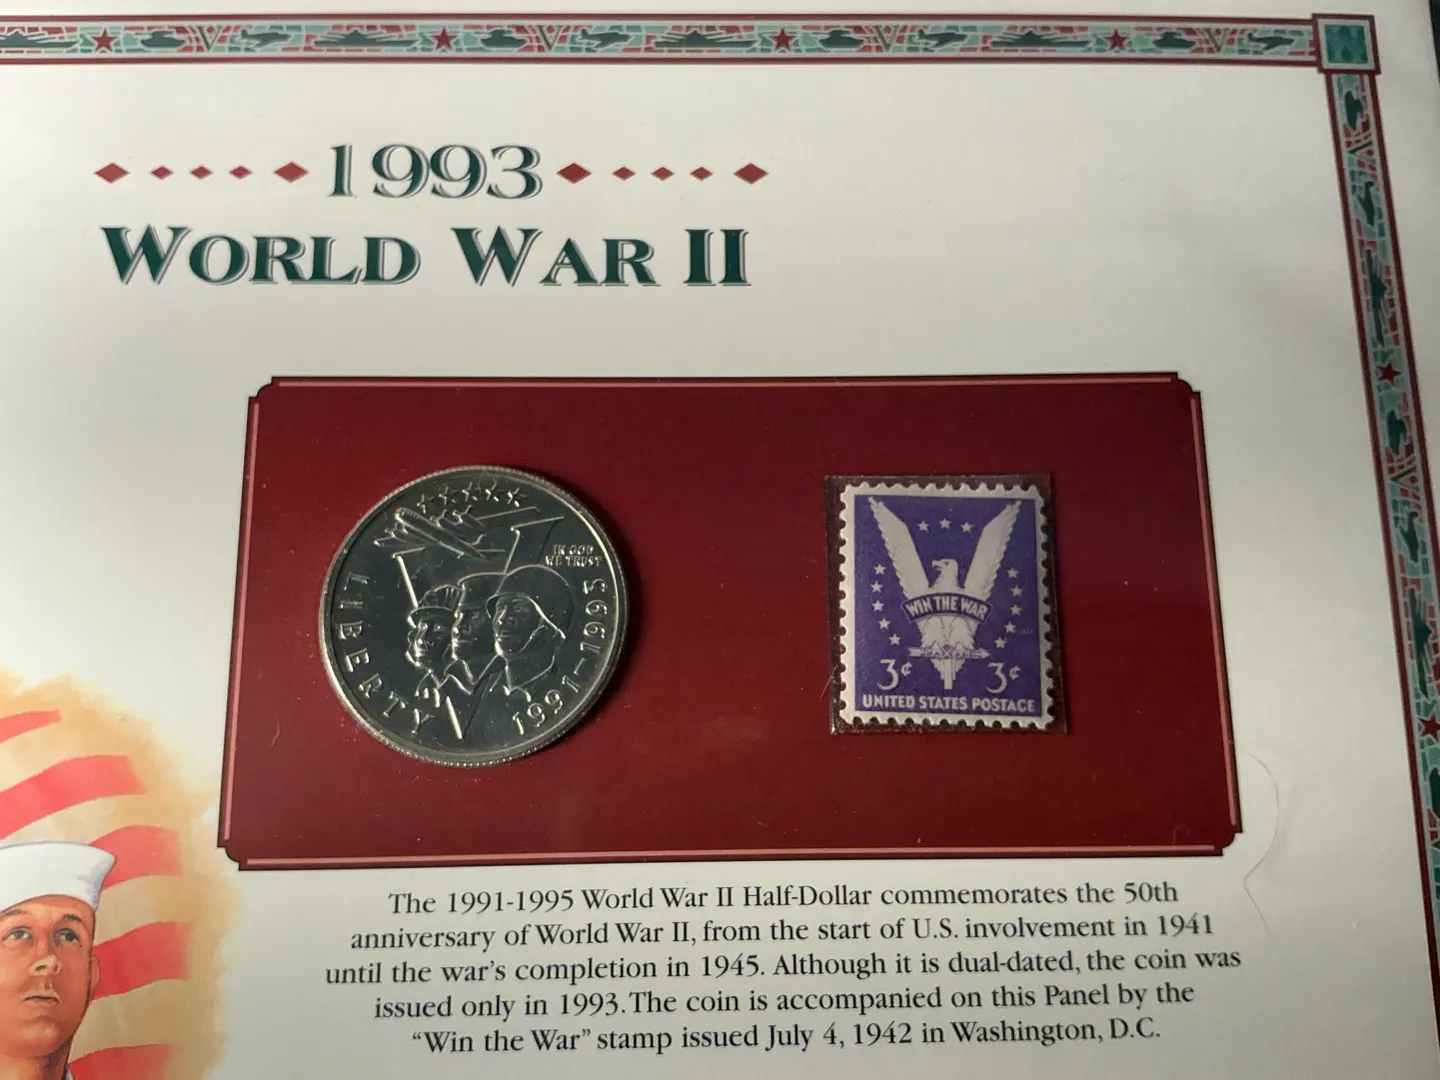 1993
WORLD WAR II
IN GOD
WE TRUST
LIBERTY
1991-1995
WIN THE WAR
3¢ 3¢
UNITED STATES POSTAGE
The 1991-1995 World War II Half-Dollar commemorates the 50th
anniversary of World War II, from the start of U.S. involvement in 1941
until the war's completion in 1945. Although it is dual-dated, the coin was
issued only in 1993. The coin is accompanied on this Panel by the
"Win the War" stamp issued July 4, 1942 in Washington, D.C.